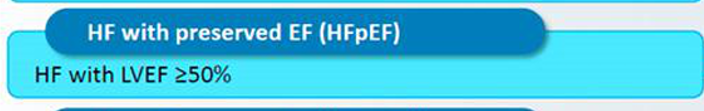 HF with preserved EF (HFpEF)
HF with LVEF ≥50%